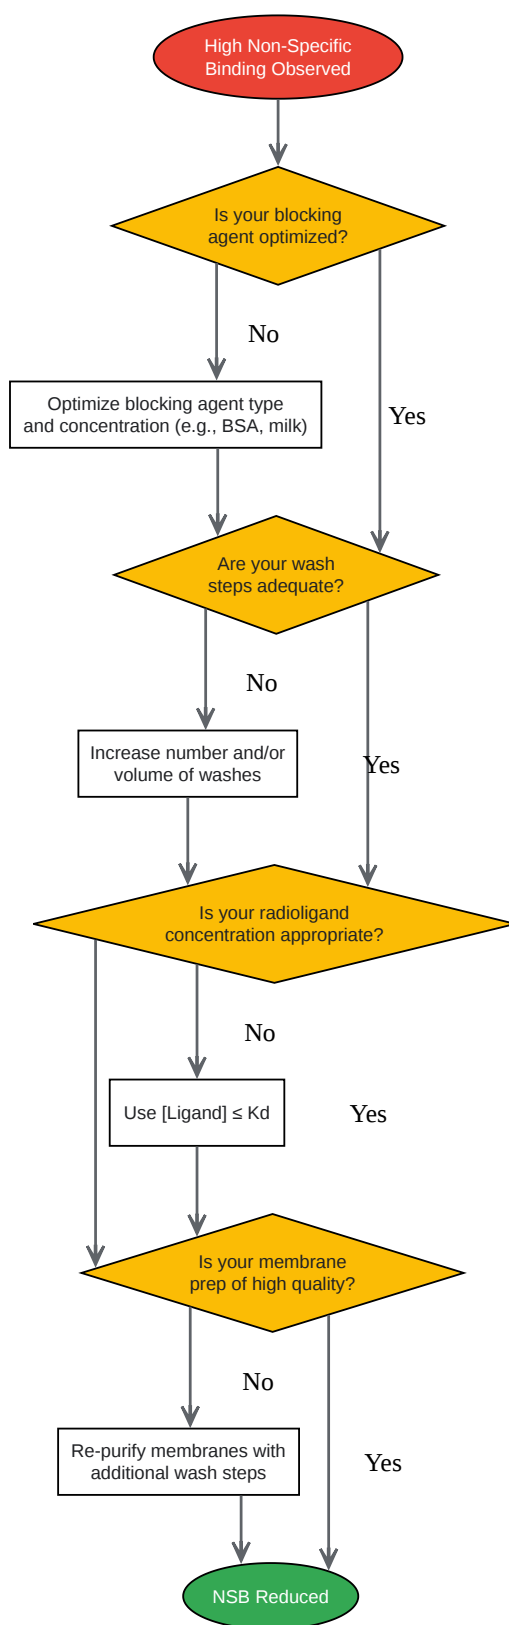 High Non-Specific
Binding Observed
Is your blocking
agent optimized?
No
Optimize blocking agent type
and concentration (e.g., BSA, milk)
Yes
Are your wash
steps adequate?
No
Increase number and/or
volume of washes
Yes
Is your radioligand
concentration appropriate?
No
Use [Ligand] ≤ Kd
Yes
Is your membrane
prep of high quality?
No
Re-purify membranes with
additional wash steps
Yes
NSB Reduced